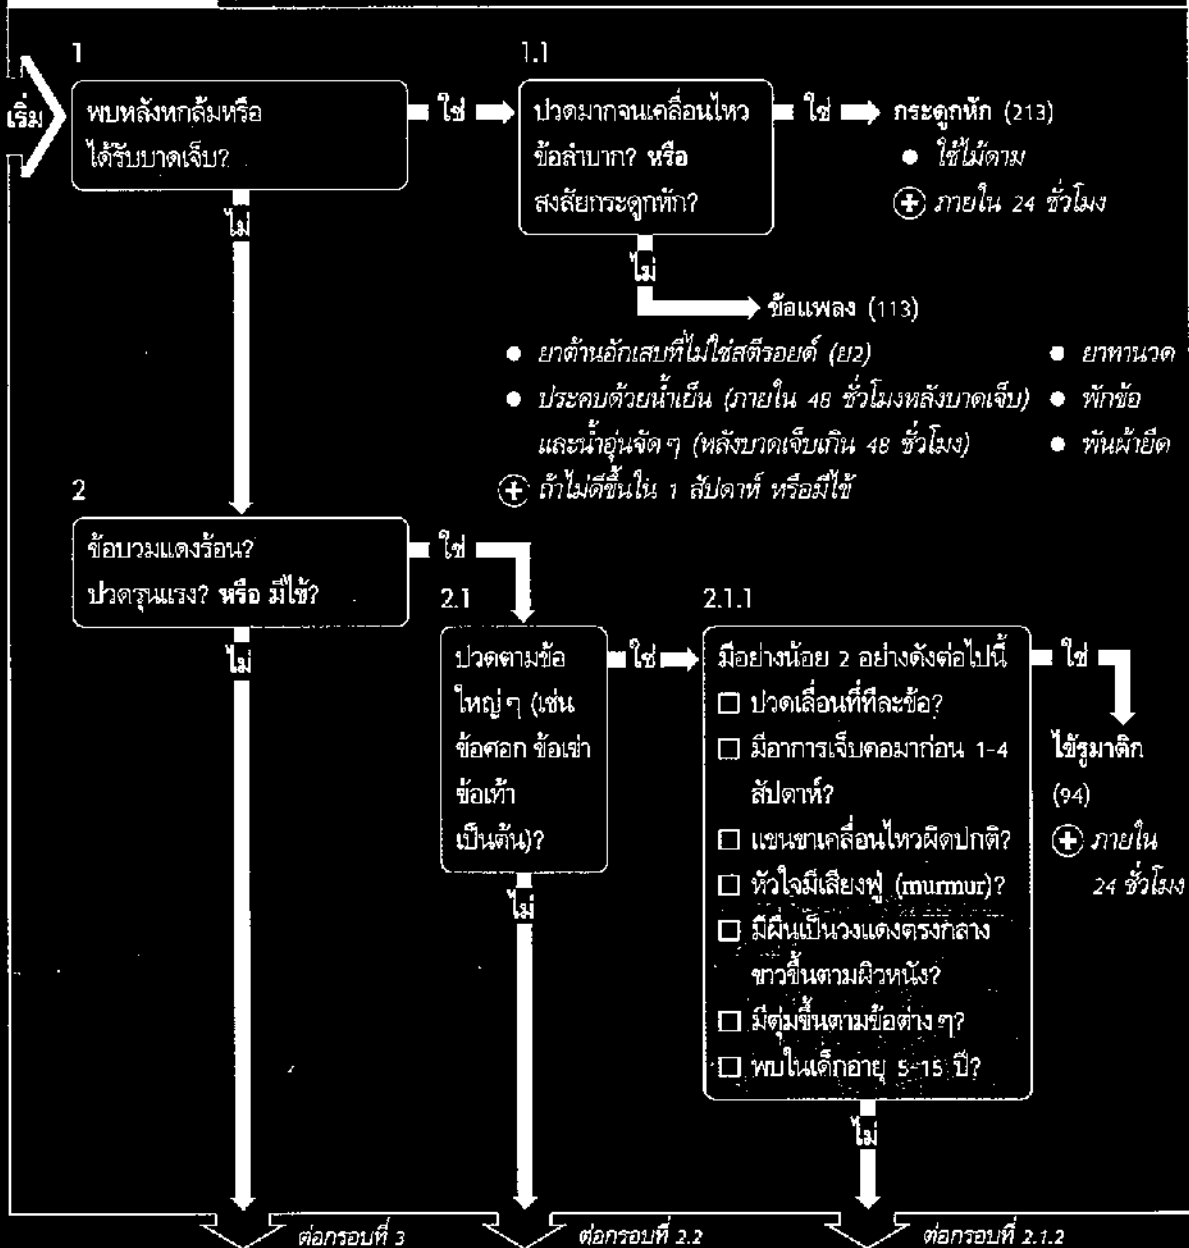 เริ่ม
1
พบหลังหกล้มหรือ
ได้รับบาดเจ็บ?
ใช่
1.1
ปวดมากจนเคลื่อนไหว
ข้อลำบาก? หรือ
สงสัยกระดูกหัก?
ใช่
กระดูกหัก (213)
● ใช้ไม้ดาม
⊕ ภายใน 24 ชั่วโมง
ไม่
ไม่
ข้อแพลง (113)
● ยาต้านอักเสบที่ไม่ใช่สตีรอยด์ (ย2)
● ประคบด้วยน้ำเย็น (ภายใน 48 ชั่วโมงหลังบาดเจ็บ)
และน้ำอุ่นจัดๆ (หลังบาดเจ็บเกิน 48 ชั่วโมง)
⊕ ถ้าไม่ดีขึ้นใน 1 สัปดาห์ หรือมีไข้
● ยาทานวด
● พักข้อ
● พันผ้ายืด
2
ข้อบวมแดงร้อน?
ปวดรุนแรง? หรือ มีไข้?
ใช่
ไม่
2.1
ปวดตามข้อ
ใหญ่ๆ (เช่น
ข้อศอก ข้อเข่า
ข้อเท้า
เป็นต้น)?
ใช่
ไม่
2.1.1
มีอย่างน้อย 2 อย่างดังต่อไปนี้
□ ปวดเลื่อนที่ทีละข้อ?
□ มีอาการเจ็บคอมาก่อน 1-4
สัปดาห์?
□ แขนขาเคลื่อนไหวผิดปกติ?
□ หัวใจมีเสียงฟู่ (murmur)?
□ มีผื่นเป็นวงแดงตรงกลาง
ขาวขึ้นตามผิวหนัง?
□ มีตุ่มขึ้นตามข้อต่างๆ?
□ พบในเด็กอายุ 5-15 ปี?
ใช่
ไข้รูมาติก
(94)
⊕ ภายใน
24 ชั่วโมง
ไม่
ต่อกรอบที่ 3
ต่อกรอบที่ 2.2
ต่อกรอบที่ 2.1.2